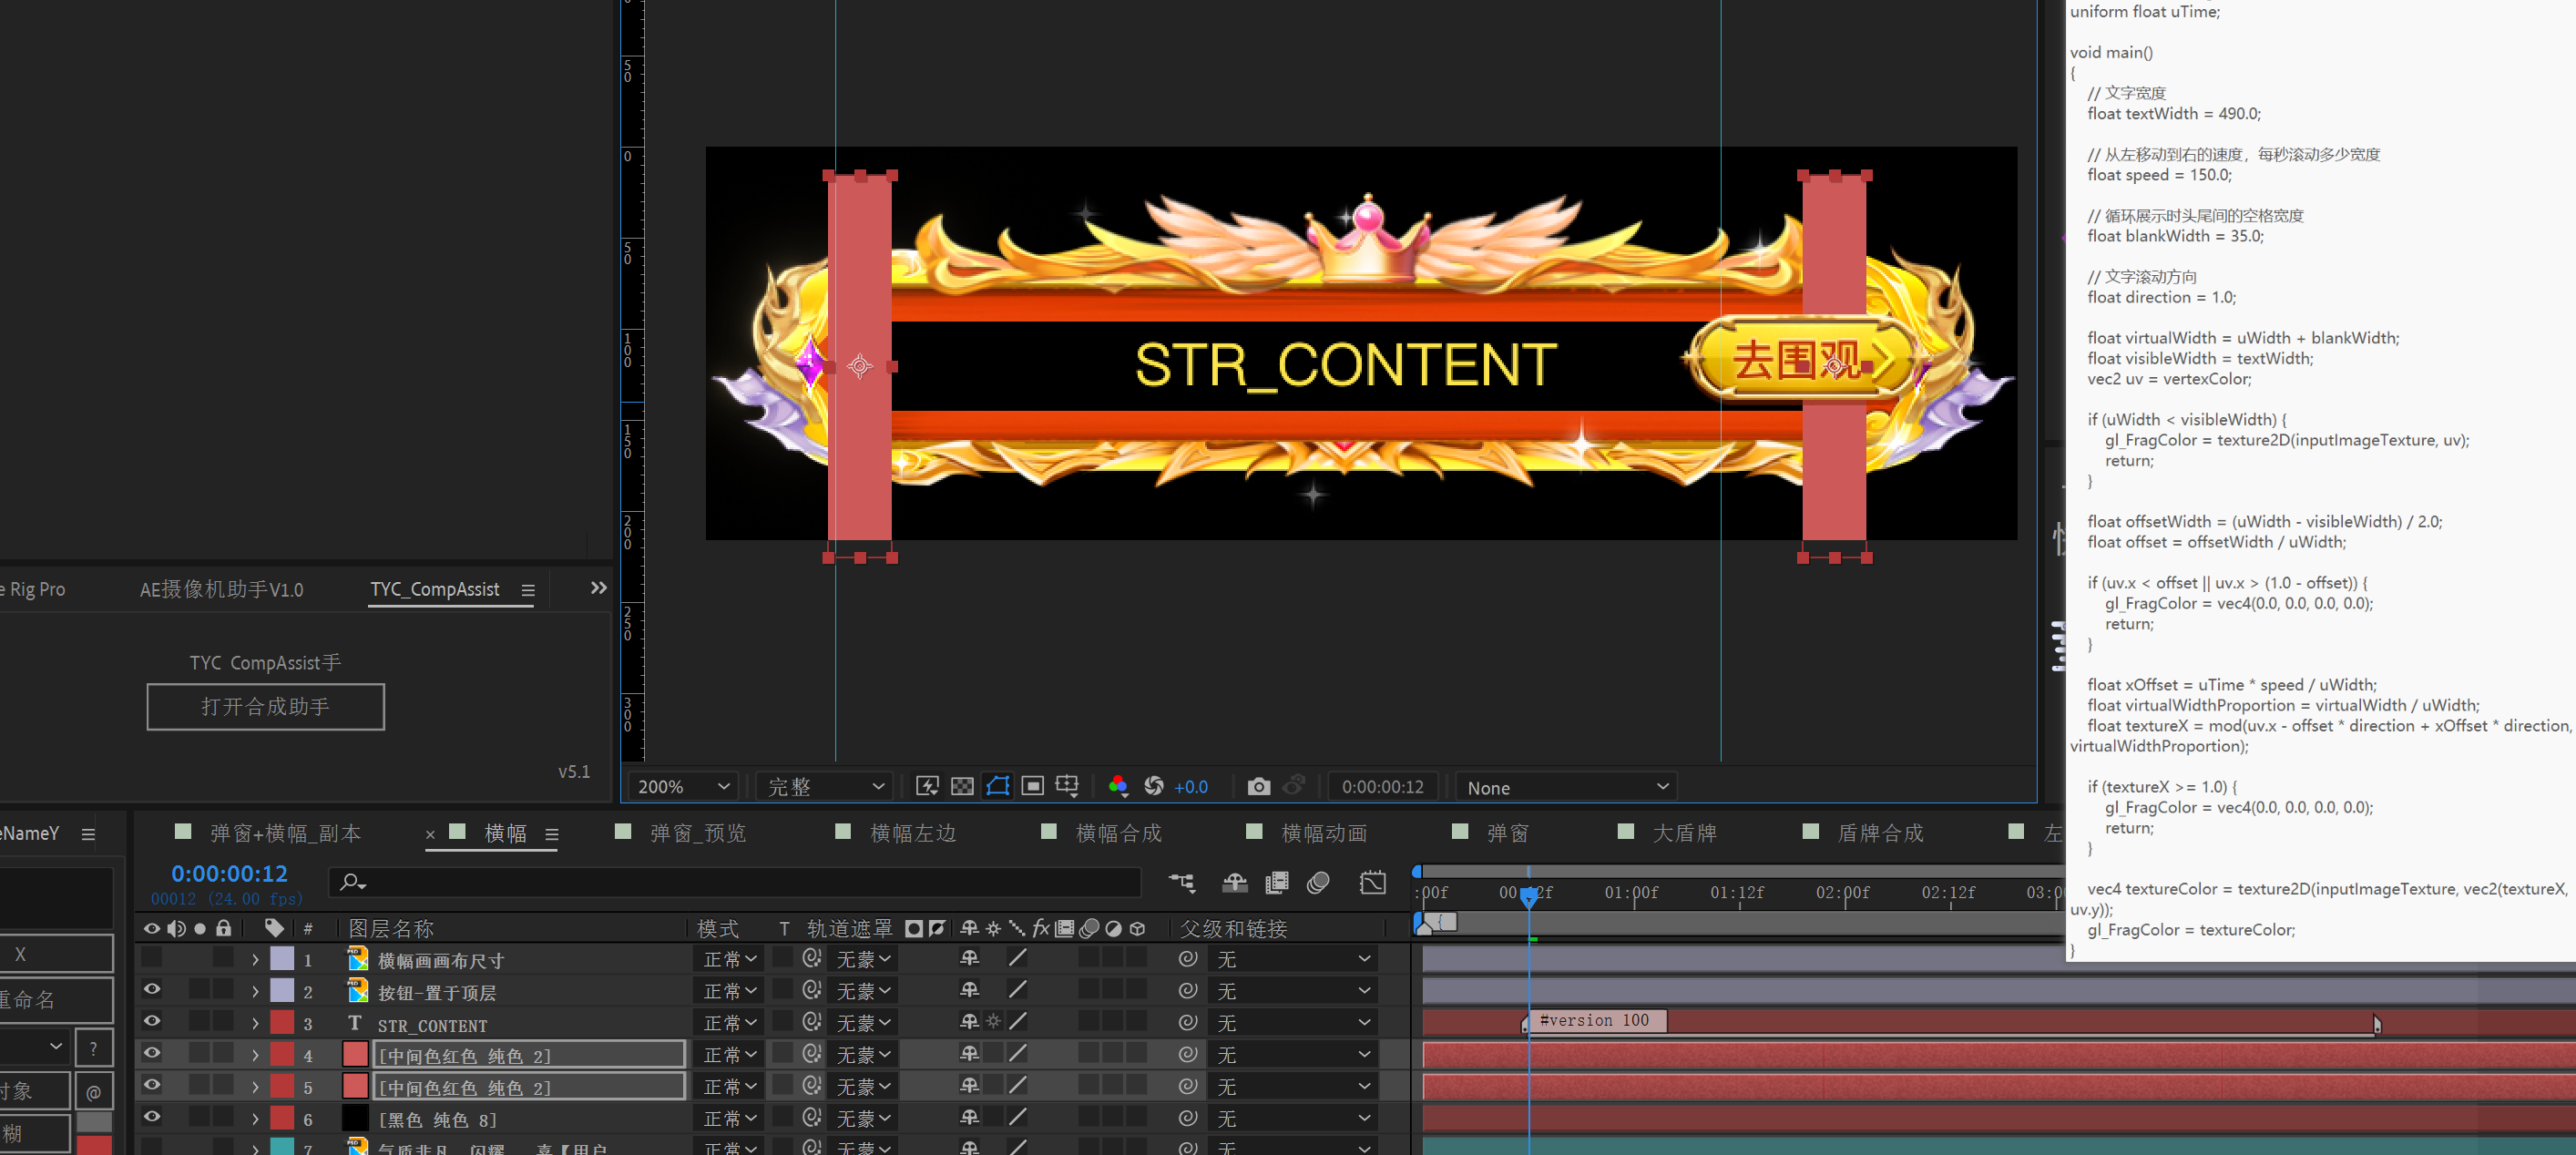 uniform float uTime;
void main()
{
// 文字宽度
float textWidth = 490.0;
// 从左移动到右的速度，每秒滚动多少宽度
float speed = 150.0;
// 循环展示时头尾间的空格宽度
float blankWidth = 35.0;
// 文字滚动方向
float direction = 1.0;
float virtualWidth = uWidth + blankWidth;
float visibleWidth = textWidth;
vec2 uv = vertexColor;
if (uWidth < visibleWidth) {
gl_FragColor = texture2D(inputImageTexture, uv);
return;
}
float offsetWidth = (uWidth - visibleWidth) / 2.0;
float offset = offsetWidth / uWidth;
if (uv.x < offset || uv.x > (1.0 - offset)) {
gl_FragColor = vec4(0.0, 0.0, 0.0, 0.0);
return;
}
float xOffset = uTime * speed / uWidth;
float virtualWidthProportion = virtualWidth / uWidth;
float textureX = mod(uv.x - offset * direction + xOffset * direction,
virtualWidthProportion);
if (textureX >= 1.0) {
gl_FragColor = vec4(0.0, 0.0, 0.0, 0.0);
return;
}
vec4 textureColor = texture2D(inputImageTexture, vec2(textureX,
uv.y));
gl_FragColor = textureColor;
}
50
0
50
100
150
200
250
300
STR_CONTENT
去围观
e Rig Pro AE摄像机助手V1.0 TYC_CompAssist
TYC CompAssist手
打开合成助手
v5.1
200% 完整 +0.0 0:00:00:12 None
eNameY 弹窗+横幅_副本 × 横幅 弹窗_预览 横幅左边 横幅合成 横幅动画 弹窗 大盾牌 盾牌合成 左
0:00:00:12
00012 (24.00 fps)
:00f 00:12f 01:00f 01:12f 02:00f 02:12f 03:0
# 图层名称 模式 T 轨道遮罩 fx 父级和链接
X
重命名
?
对象 @
糊
1 横幅画画布尺寸 正常 无蒙 无
2 按钮-置于顶层 正常 无蒙 无
3 T STR_CONTENT 正常 无蒙 无 #version 100
4 [中间色红色 纯色 2] 正常 无蒙 无
5 [中间色红色 纯色 2] 正常 无蒙 无
6 [黑色 纯色 8] 正常 无蒙 无
7 气质非凡，闪耀 正常 无蒙 无